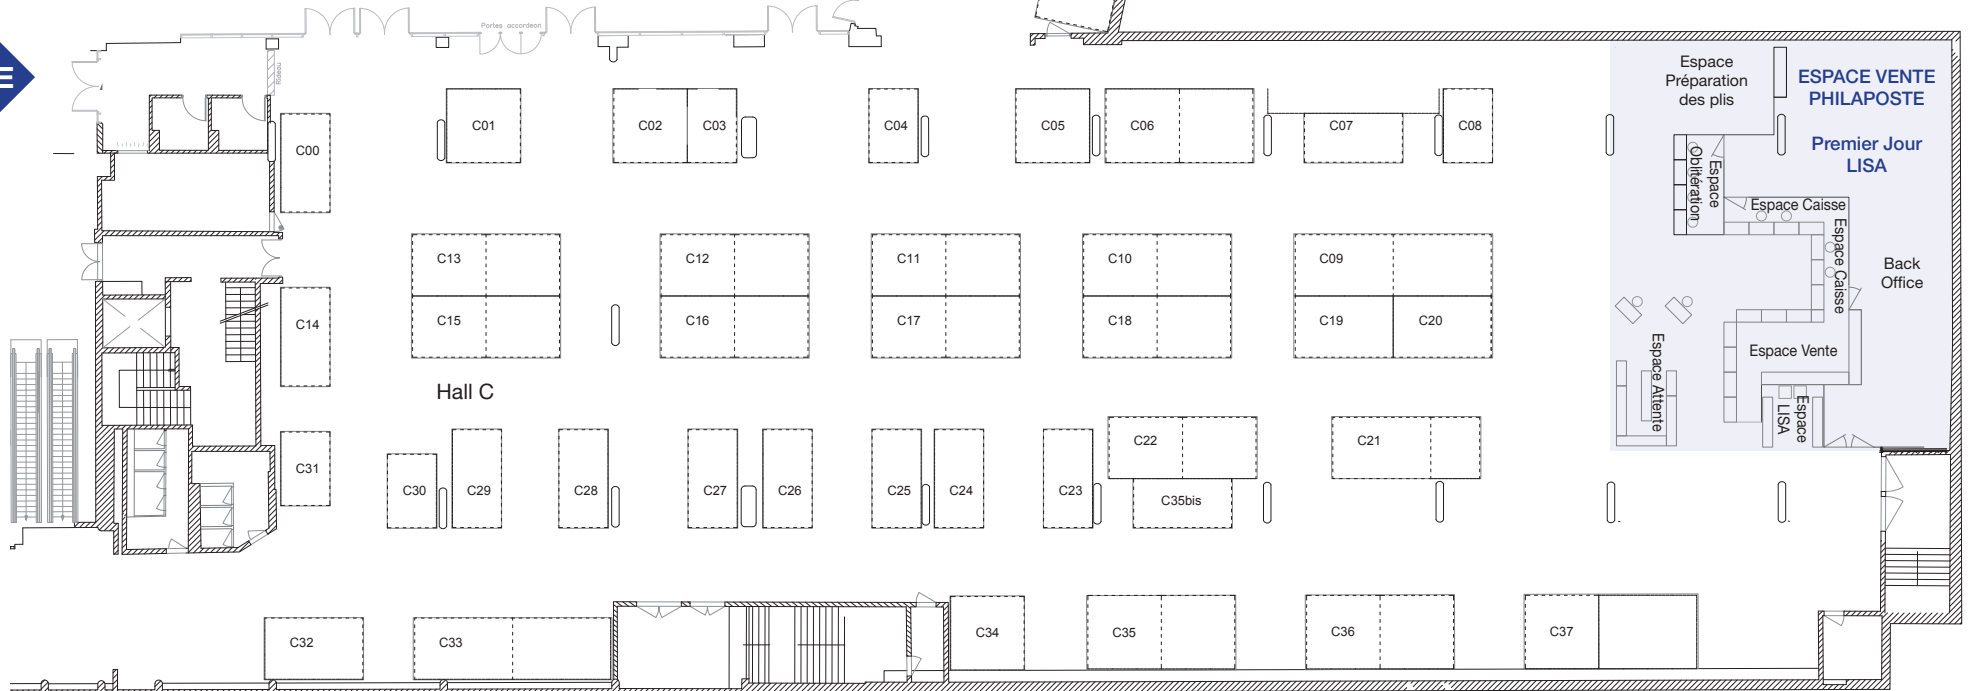 E
Portes accordeon
Rideau
Espace
Préparation
des plis
ESPACE VENTE
PHILAPOSTE
Premier Jour
LISA
C00
C01
C02
C03
C04
C05
C06
C07
C08
Espace
Oblitération
Espace Caisse
Espace Caisse
Back
Office
C13
C12
C11
C10
C09
C14
C15
C16
C17
C18
C19
C20
Espace Attente
Espace Vente
Espace
LISA
Hall C
C31
C30
C29
C28
C27
C26
C25
C24
C23
C22
C21
C35bis
C32
C33
C34
C35
C36
C37